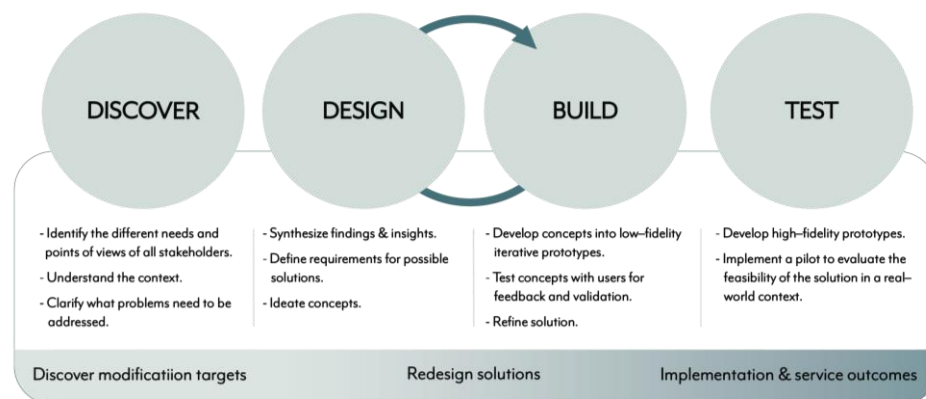 DISCOVER
DESIGN
BUILD
TEST
- Identify the different needs and
points of views of all stakeholders.
- Understand the context.
- Clarify what problems need to be
addressed.
- Synthesize findings & insights.
- Define requirements for possible
solutions.
- Ideate concepts.
- Develop concepts into low–fidelity
iterative prototypes.
- Test concepts with users for
feedback and validation.
- Refine solution.
- Develop high–fidelity prototypes.
- Implement a pilot to evaluate the
feasibility of the solution in a real–
world context.
Discover modificatiion targets
Redesign solutions
Implementation & service outcomes